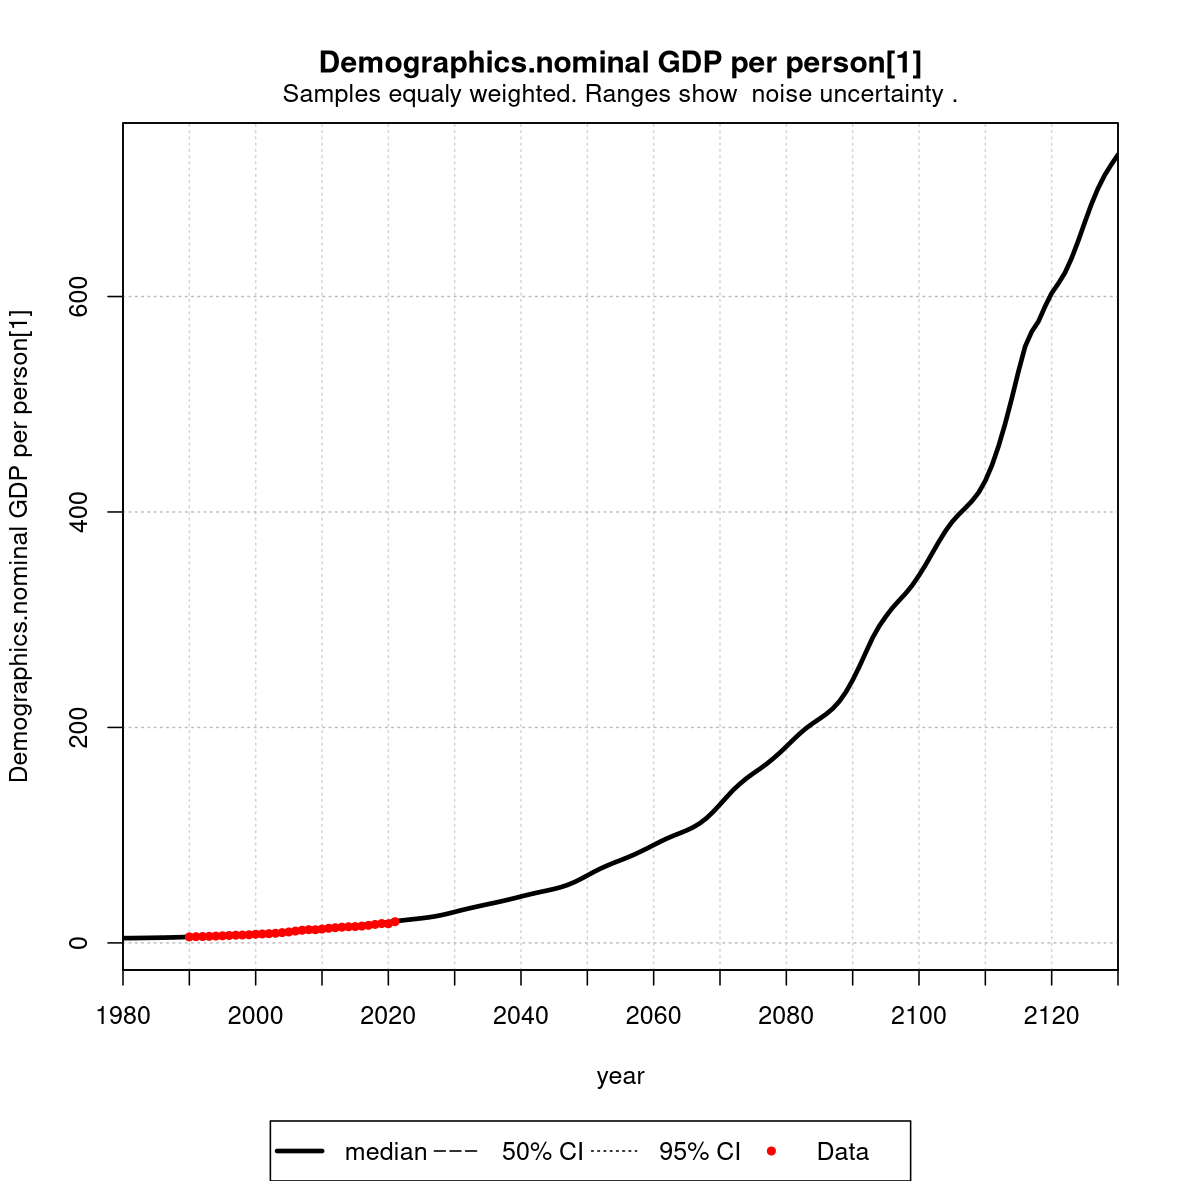 Demographics.nominal GDP per person[1]
Samples equaly weighted. Ranges show  noise uncertainty .
Demographics.nominal GDP per person[1]
600
400
200
0
1980 2000 2020 2040 2060 2080 2100 2120
year
median 50% CI 95% CI Data